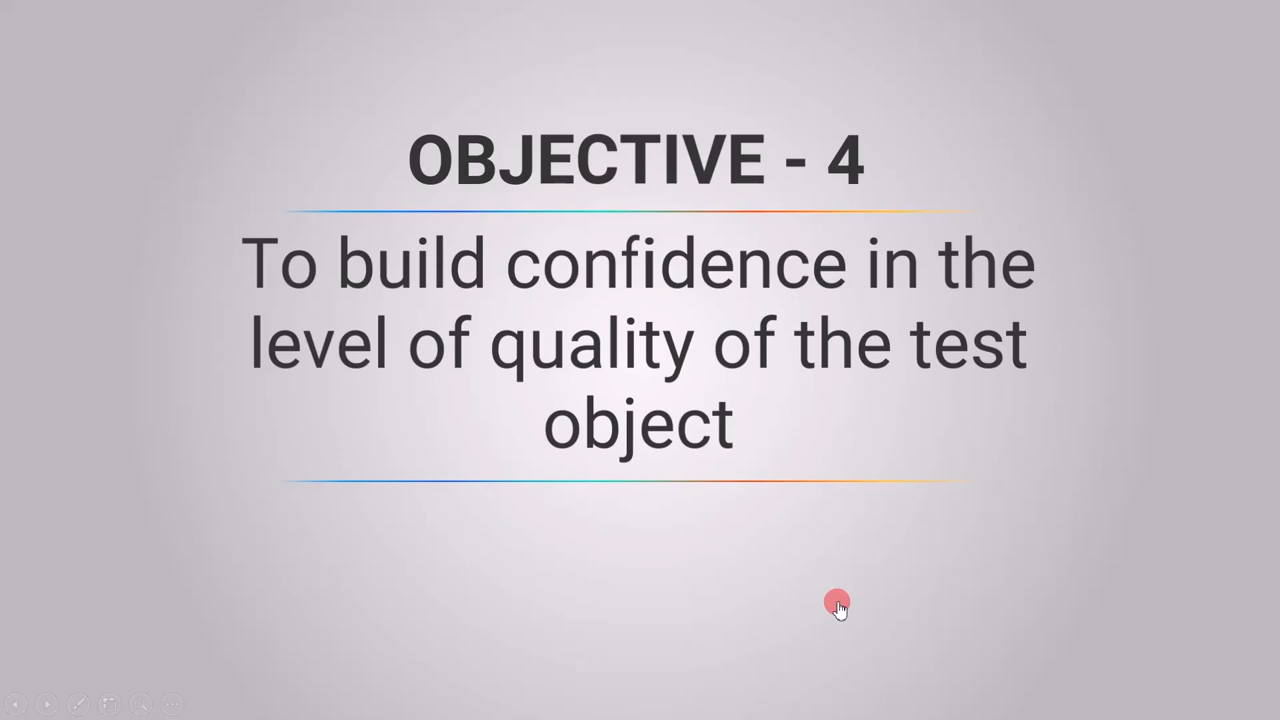 OBJECTIVE - 4
To build confidence in the
level of quality of the test
object